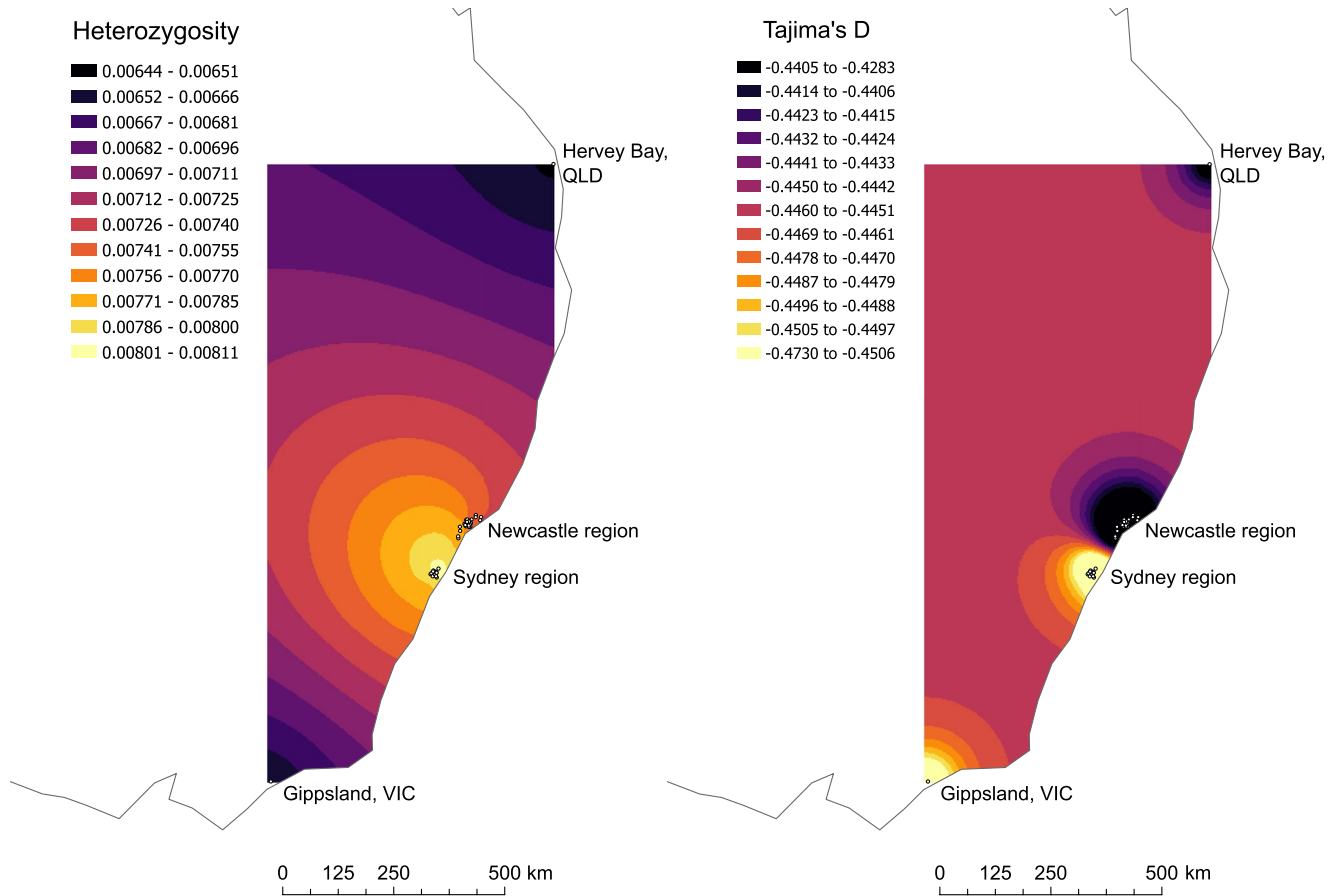 Heterozygosity
0.00644 - 0.00651
0.00652 - 0.00666
0.00667 - 0.00681
0.00682 - 0.00696
0.00697 - 0.00711
0.00712 - 0.00725
0.00726 - 0.00740
0.00741 - 0.00755
0.00756 - 0.00770
0.00771 - 0.00785
0.00786 - 0.00800
0.00801 - 0.00811
Hervey Bay,
QLD
Newcastle region
Sydney region
Gippsland, VIC
0 125 250 500 km
Tajima's D
-0.4405 to -0.4283
-0.4414 to -0.4406
-0.4423 to -0.4415
-0.4432 to -0.4424
-0.4441 to -0.4433
-0.4450 to -0.4442
-0.4460 to -0.4451
-0.4469 to -0.4461
-0.4478 to -0.4470
-0.4487 to -0.4479
-0.4496 to -0.4488
-0.4505 to -0.4497
-0.4730 to -0.4506
Hervey Bay,
QLD
Newcastle region
Sydney region
Gippsland, VIC
0 125 250 500 km